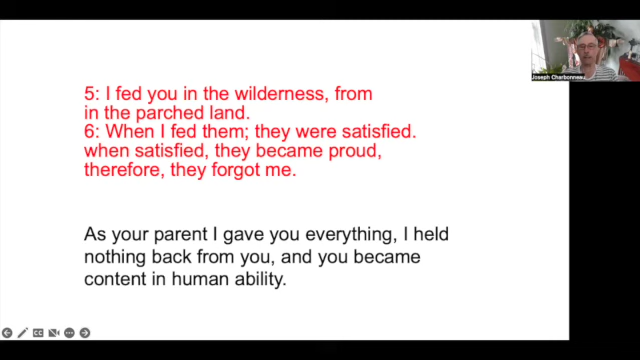 5: I fed you in the wilderness, from
in the parched land.
6: When I fed them; they were satisfied.
when satisfied, they became proud,
therefore, they forgot me.
As your parent I gave you everything, I held
nothing back from you, and you became
content in human ability.
Joseph Charbonneau
CC